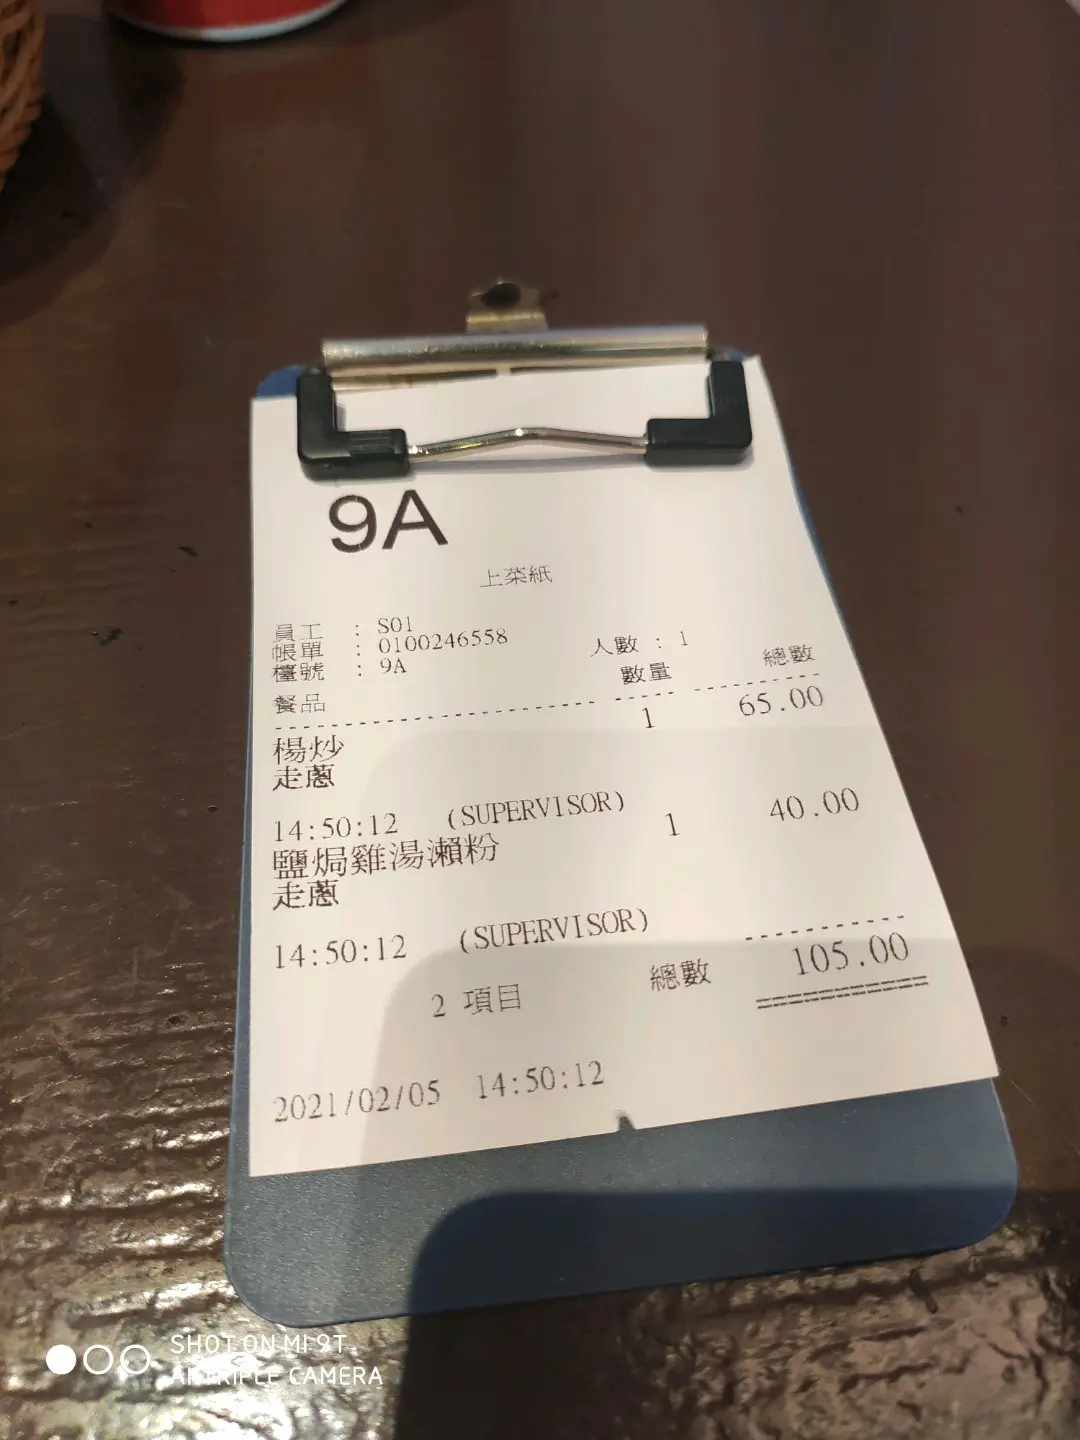 9A
上菜紙
員工 : S01
帳單 : 0100246558 人數 : 1
檯號 : 9A
餐品 數量 總數
楊炒 1 65.00
走蔥
14:50:12 (SUPERVISOR)
鹽焗雞湯瀨粉 1 40.00
走蔥
14:50:12 (SUPERVISOR)
2 項目 總數 105.00
2021/02/05 14:50:12
SHOT ON MI 9T
AI TRIPLE CAMERA